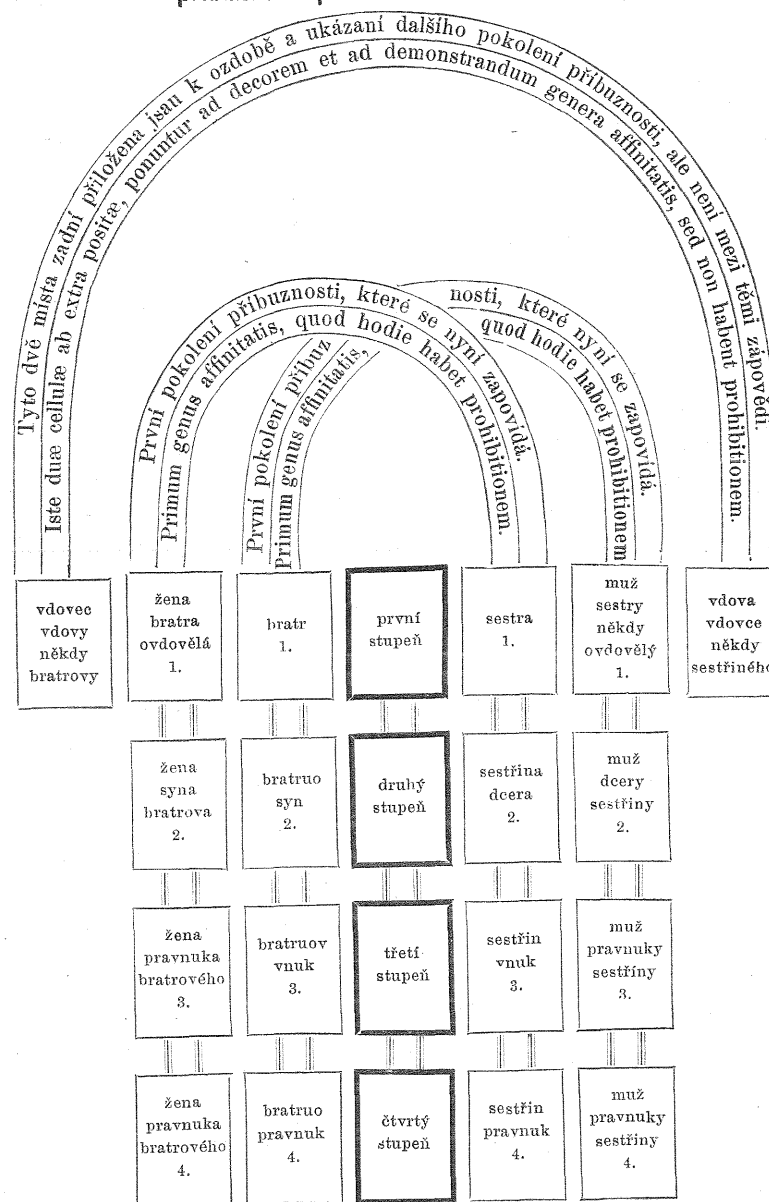 Tyto dvě místa zadní přiložena jsau k ozdobě a ukázaní dalšího pokolení příbuznosti, ale není mezi těmi zápovědi.
Iste duæ cellulæ ab extra positæ, ponuntur ad decorem et ad demonstrandum genera affinitatis, sed non habent prohibitionem.
První pokolení příbuznosti, které se nyní zapovídá.
Primum genus affinitatis, quod hodie habet prohibitionem.
První pokolení příbuz
nosti, které nyní se zapovídá.
Primum genus affinitatis,
quod hodie habet prohibitionem
vdovec
vdovy
někdy
bratrovy
žena
bratra
ovdovělá
1.
bratr
1.
první
stupeň
sestra
1.
muž
sestry
někdy
ovdovělý
1.
vdova
vdovce
někdy
sestřiného
žena
syna
bratrova
2.
bratruo
syn
2.
druhý
stupeň
sestřina
dcera
2.
muž
dcery
sestřiny
2.
žena
pravnuka
bratrového
3.
bratruov
vnuk
3.
třetí
stupeň
sestřin
vnuk
3.
muž
pravnuky
sestříny
3.
žena
pravnuka
bratrového
4.
bratruo
pravnuk
4.
čtvrtý
stupeň
sestřin
pravnuk
4.
muž
pravnuky
sestřiny
4.